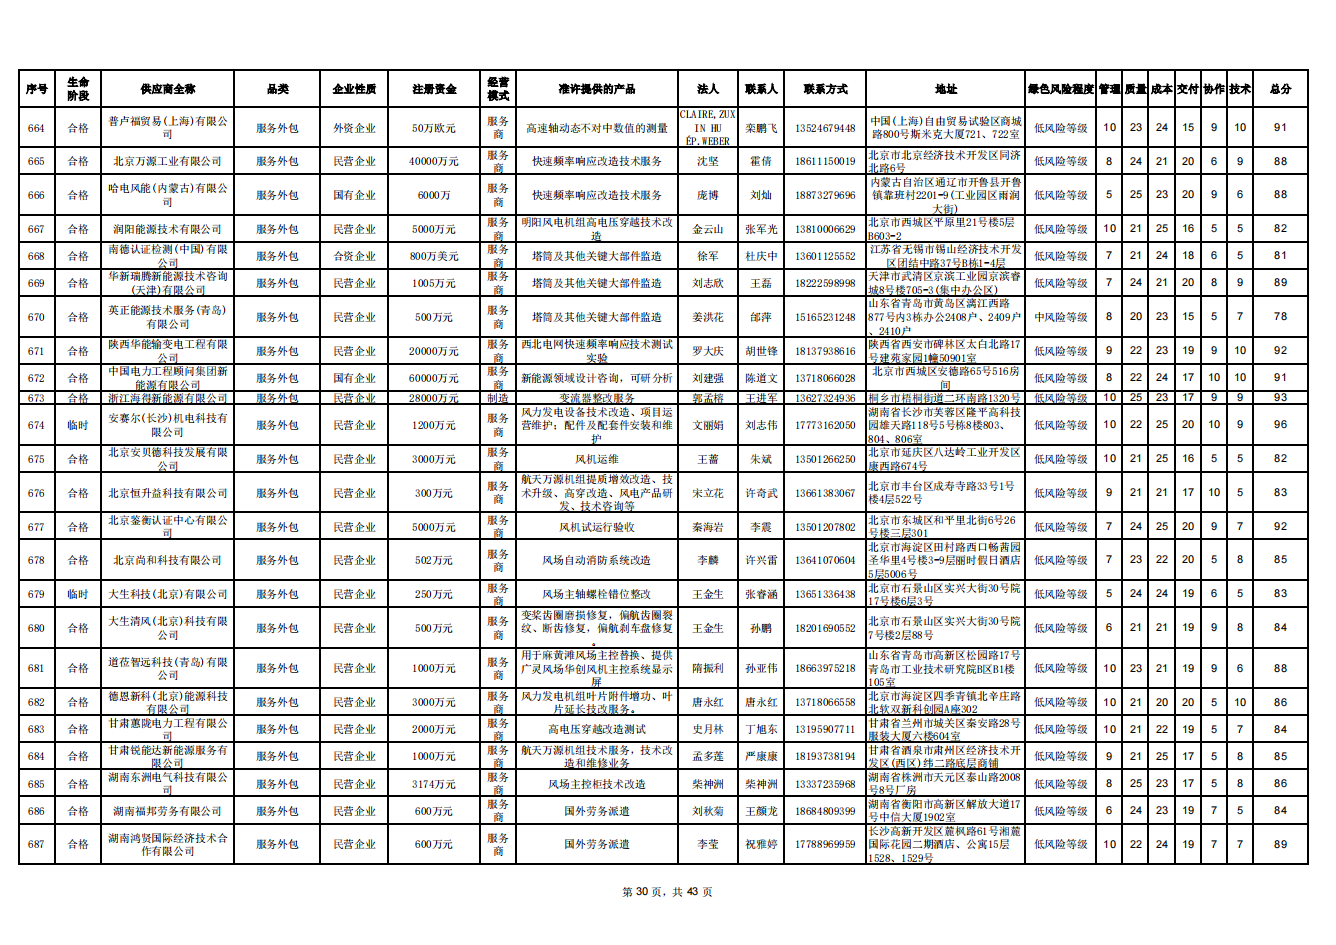 序号 生命阶段 供应商全称 品类 企业性质 注册资金 经营模式 准许提供的产品 法人 联系人 联系方式 地址 绿色风险程度 管理 质量 成本 交付 协作 技术 总分
664 合格 普卢福贸易(上海)有限公司 服务外包 外资企业 50万欧元 服务商 高速轴动态不对中数值的测量 CLAIRE,ZUXIN HU ÉP.WEBER 栾鹏飞 13524679448 中国(上海)自由贸易试验区商城路800号斯米克大厦721、722室 低风险等级 10 23 24 15 9 10 91
665 合格 北京万源工业有限公司 服务外包 民营企业 40000万元 服务商 快速频率响应改造技术服务 沈坚 霍倩 18611150019 北京市北京经济技术开发区同济北路6号 低风险等级 8 24 21 20 6 9 88
666 合格 哈电风能(内蒙古)有限公司 服务外包 国有企业 6000万 服务商 快速频率响应改造技术服务 庞博 刘灿 18873279696 内蒙古自治区通辽市开鲁县开鲁镇靠班村2201-9(工业园区雨润大街) 低风险等级 5 25 23 20 9 6 88
667 合格 润阳能源技术有限公司 服务外包 民营企业 5000万元 服务商 明阳风电机组高电压穿越技术改造 金云山 张军光 13810006629 北京市西城区平原里21号楼5层B603-2 低风险等级 10 21 25 16 5 5 82
668 合格 南德认证检测(中国)有限公司 服务外包 合资企业 800万美元 服务商 塔筒及其他关键大部件监造 徐军 杜庆中 13601125552 江苏省无锡市锡山经济技术开发区团结中路37号B栋1-4层 低风险等级 7 21 24 18 6 5 81
669 合格 华新瑞腾新能源技术咨询(天津)有限公司 服务外包 民营企业 1005万元 服务商 塔筒及其他关键大部件监造 刘志欣 王磊 18222598998 天津市武清区京滨工业园京滨睿城8号楼705-3(集中办公区) 低风险等级 7 24 21 20 8 9 89
670 合格 英正能源技术服务(青岛)有限公司 服务外包 民营企业 500万元 服务商 塔筒及其他关键大部件监造 姜洪花 邰萍 15165231248 山东省青岛市黄岛区漓江西路877号内3栋办公2408户、2409户、2410户 中风险等级 8 20 23 15 5 7 78
671 合格 陕西华能输变电工程有限公司 服务外包 民营企业 20000万元 服务商 西北电网快速频率响应技术测试实验 罗大庆 胡世锋 18137938616 陕西省西安市碑林区太白北路17号建苑家园1幢50901室 低风险等级 9 22 23 19 9 10 92
672 合格 中国电力工程顾问集团新能源有限公司 服务外包 国有企业 60000万元 服务商 新能源领域设计咨询，可研分析 刘建强 陈道文 13718066028 北京市西城区安德路65号516房间 低风险等级 8 22 24 17 10 10 91
673 合格 浙江海得新能源有限公司 服务外包 民营企业 28000万元 制造 变流器整改服务 郭孟榕 王进军 13627324936 桐乡市梧桐街道二环南路1320号 低风险等级 10 25 23 17 9 9 93
674 临时 安赛尔(长沙)机电科技有限公司 服务外包 民营企业 1200万元 服务商 风力发电设备技术改造、项目运营维护; 配件及配套件安装和维护 文丽娟 刘志伟 17773162050 湖南省长沙市芙蓉区隆平高科技园雄天路118号5号栋8楼803、804、806室 低风险等级 10 22 25 20 10 9 96
675 合格 北京安贝德科技发展有限公司 服务外包 民营企业 3000万元 服务商 风机运维 王蔷 朱斌 13501266250 北京市延庆区八达岭工业开发区康西路674号 低风险等级 10 21 25 16 5 5 82
676 合格 北京恒升益科技有限公司 服务外包 民营企业 300万元 服务商 航天万源机组提质增效改造、技术升级、高穿改造、风电产品研发、技术咨询等 宋立花 许奇武 13661383067 北京市丰台区成寿寺路33号1号楼4层522号 低风险等级 9 21 21 17 10 5 83
677 合格 北京鉴衡认证中心有限公司 服务外包 民营企业 5000万元 服务商 风机试运行验收 秦海岩 李震 13501207802 北京市东城区和平里北街6号26号楼三层301 低风险等级 7 24 25 20 9 7 92
678 合格 北京尚和科技有限公司 服务外包 民营企业 502万元 服务商 风场自动消防系统改造 李麟 许兴雷 13641070604 北京市海淀区田村路西口畅茜园圣华里4号楼3-9层丽时假日酒店5层5006号 低风险等级 7 23 22 20 5 8 85
679 临时 大生科技(北京)有限公司 服务外包 民营企业 250万元 服务商 风场主轴螺栓错位整改 王金生 张睿涵 13651336438 北京市石景山区实兴大街30号院17号楼6层3号 低风险等级 5 24 24 19 6 5 83
680 合格 大生清风(北京)科技有限公司 服务外包 民营企业 500万元 服务商 变桨齿圈磨损修复，偏航齿圈裂纹、断齿修复，偏航刹车盘修复。 王金生 孙鹏 18201690552 北京市石景山区实兴大街30号院7号楼2层88号 低风险等级 6 21 21 19 9 8 84
681 合格 道莅智远科技(青岛)有限公司 服务外包 民营企业 1000万元 服务商 用于麻黄滩风场主控替换、提供广灵风场华创风机主控系统显示屏 隋振利 孙亚伟 18663975218 山东省青岛市高新区松园路17号青岛市工业技术研究院B区B1楼105室 低风险等级 10 23 21 19 9 6 88
682 合格 德恩新科(北京)能源科技有限公司 服务外包 民营企业 3000万元 服务商 风力发电机组叶片附件增功、叶片延长技改服务。 唐永红 唐永红 13718066558 北京市海淀区四季青镇北辛庄路北软双新科创园A座302 低风险等级 10 21 20 20 5 10 86
683 合格 甘肃蕙陇电力工程有限公司 服务外包 民营企业 2000万元 服务商 高电压穿越改造测试 史月林 丁旭东 13195907711 甘肃省兰州市城关区秦安路28号服装大厦六楼604室 低风险等级 10 21 22 19 5 7 84
684 合格 甘肃锐能达新能源服务有限公司 服务外包 民营企业 1000万元 服务商 航天万源机组技术服务，技术改造和维修业务 孟多莲 严康康 18193738194 甘肃省酒泉市肃州区经济技术开发区(西区)纬二路底层商铺 低风险等级 9 21 25 17 5 8 85
685 合格 湖南东洲电气科技有限公司 服务外包 民营企业 3174万元 服务商 风场主控柜技术改造 柴神洲 柴神洲 13337235968 湖南省株洲市天元区泰山路2008号8号厂房 低风险等级 8 25 23 17 5 8 86
686 合格 湖南福邦劳务有限公司 服务外包 民营企业 600万元 服务商 国外劳务派遣 刘秋菊 王颜龙 18684809399 湖南省衡阳市高新区解放大道17号中信大厦1902室 低风险等级 6 24 23 19 7 5 84
687 合格 湖南鸿贤国际经济技术合作有限公司 服务外包 民营企业 600万元 服务商 国外劳务派遣 李莹 祝雅婷 17788969959 长沙高新开发区麓枫路61号湘麓国际花园二期酒店、公寓15层1528、1529号 低风险等级 10 22 24 19 7 7 89
第 30 页，共 43 页